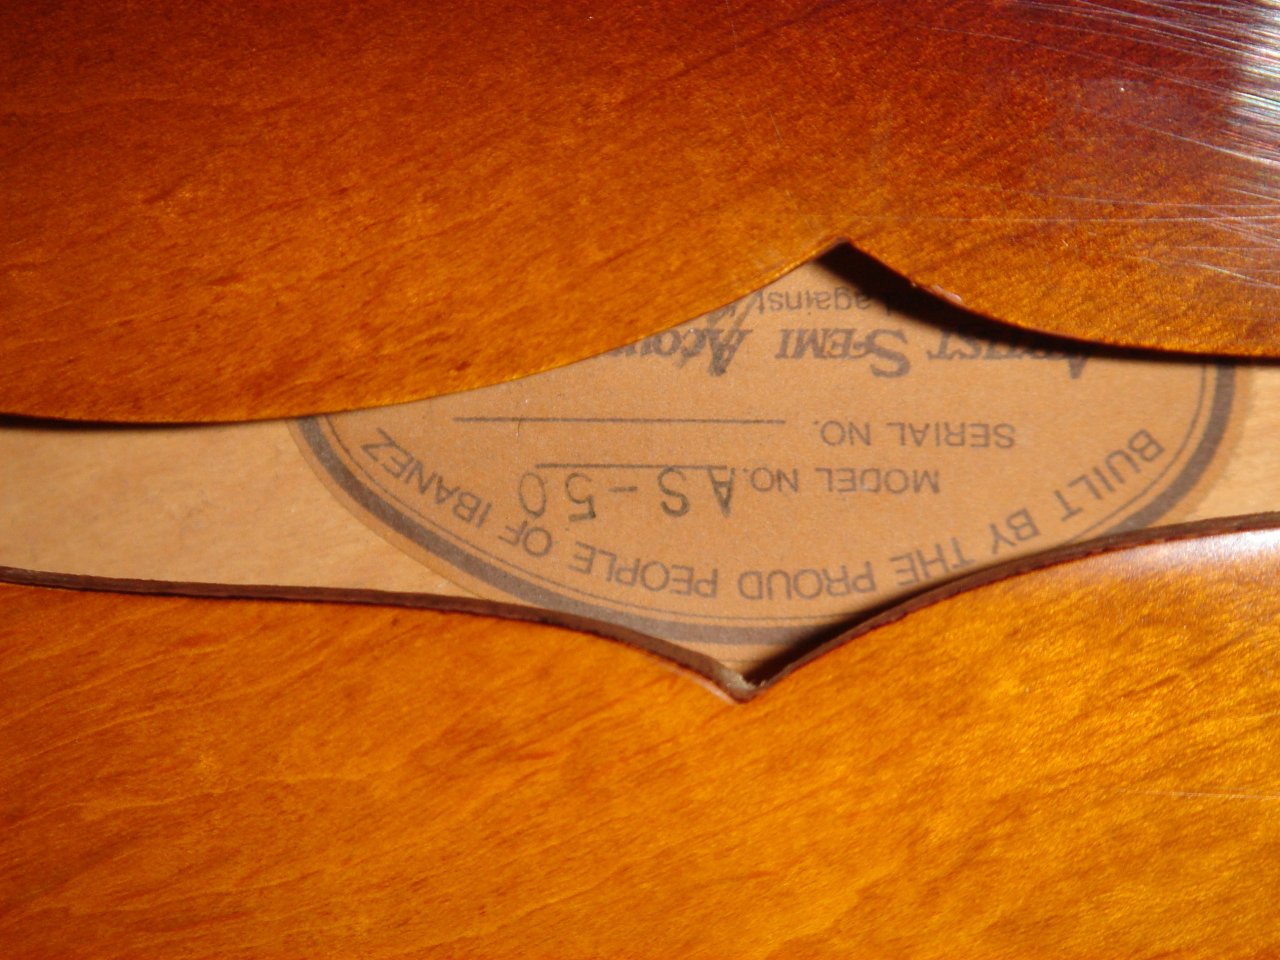 against
ARTIST SEMI ACOU
SERIAL NO.
MODEL NO. AS-50
BUILT BY THE PROUD PEOPLE OF IBANEZ